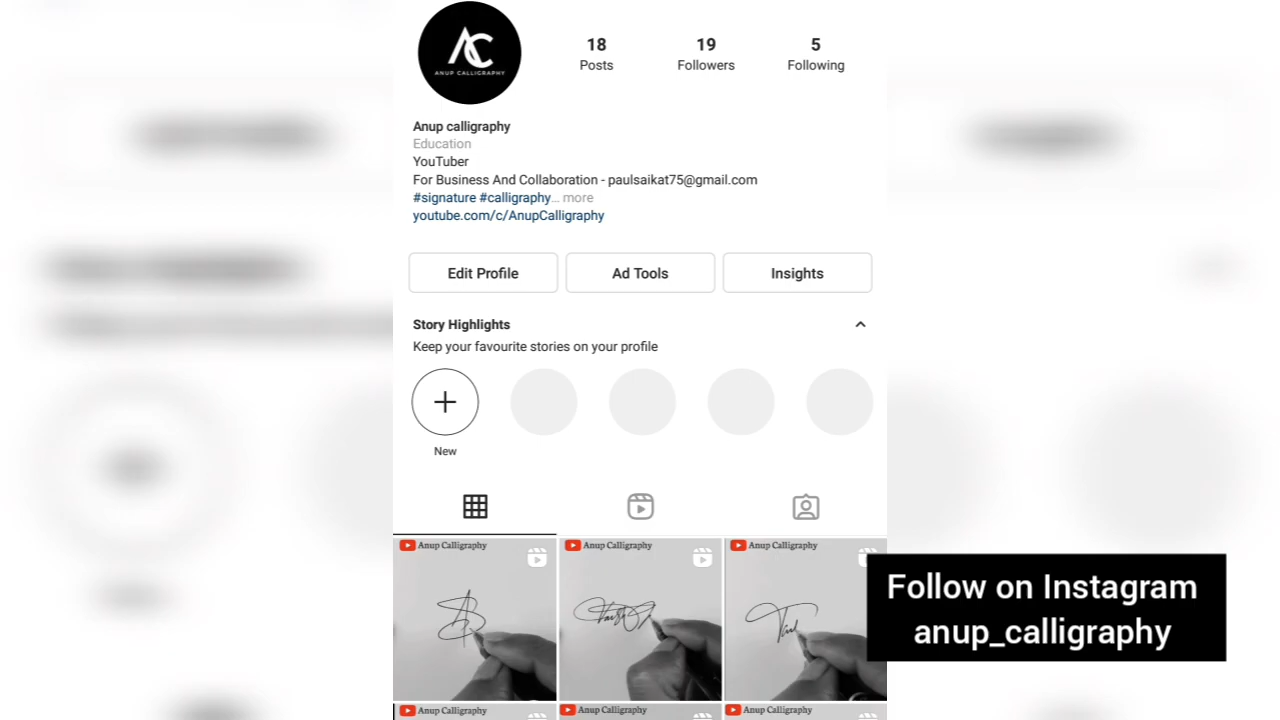 AC
ANUP CALLIGRAPHY
18
Posts
19
Followers
5
Following
Anup calligraphy
Education
YouTuber
For Business And Collaboration - paulsaikat75@gmail.com
#signature #calligraphy... more
youtube.com/c/AnupCalligraphy
Edit Profile
Ad Tools
Insights
Story Highlights
Keep your favourite stories on your profile
New
Anup Calligraphy
Anup Calligraphy
Anup Calligraphy
Follow on Instagram
anup_calligraphy
Anup Calligraphy
Anup Calligraphy
Anup Calligraphy